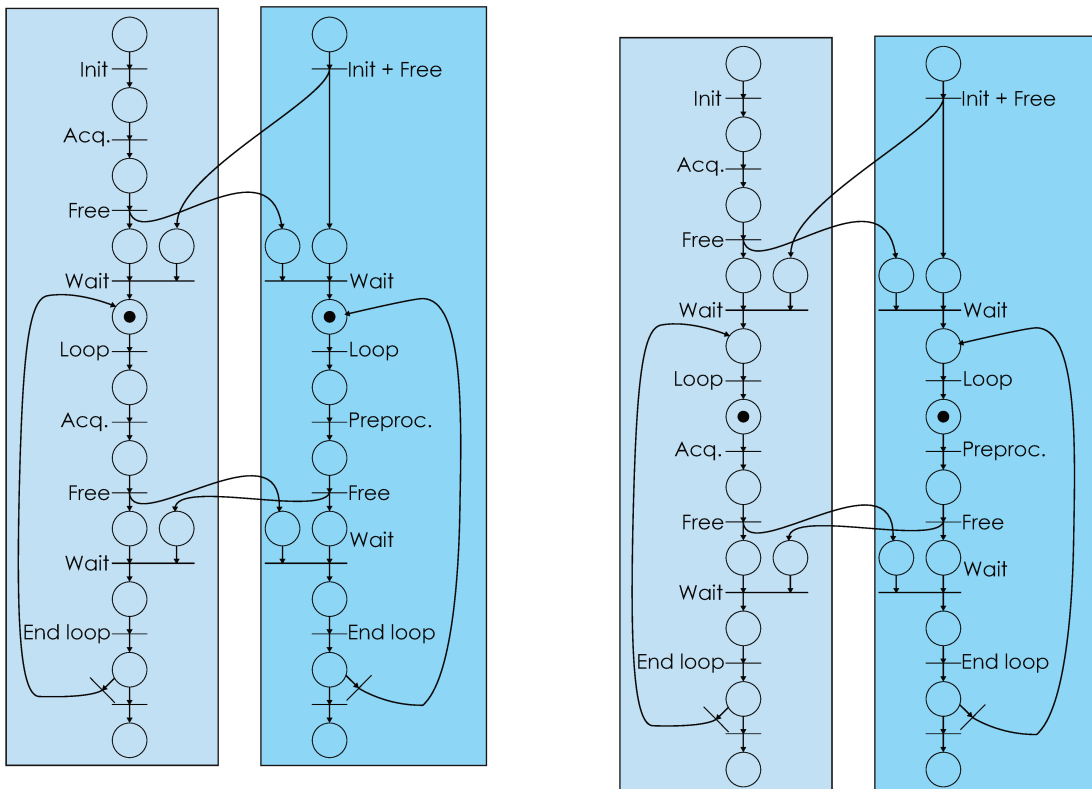 Init
Init + Free
Acq.
Free
Wait
Wait
Loop
Loop
Acq.
Preproc.
Free
Free
Wait
Wait
End loop
End loop
Init
Init + Free
Acq.
Free
Wait
Wait
Loop
Loop
Acq.
Preproc.
Free
Free
Wait
Wait
End loop
End loop